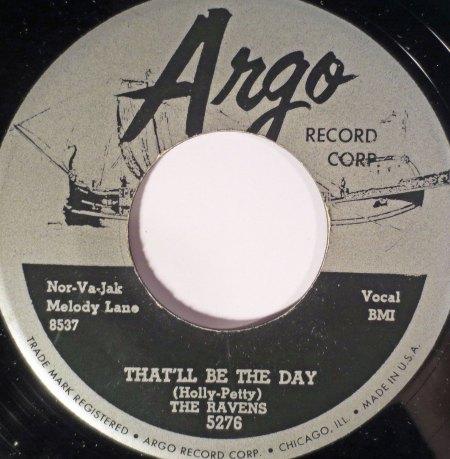 Argo
RECORD
CORP
Nor-Va-Jak
Melody Lane
8537
Vocal
BMI
THAT'LL BE THE DAY
(Holly-Petty)
THE RAVENS
5276
TRADE MARK REGISTERED • ARGO RECORD CORP. • CHICAGO, ILL. • MADE IN U.S.A.